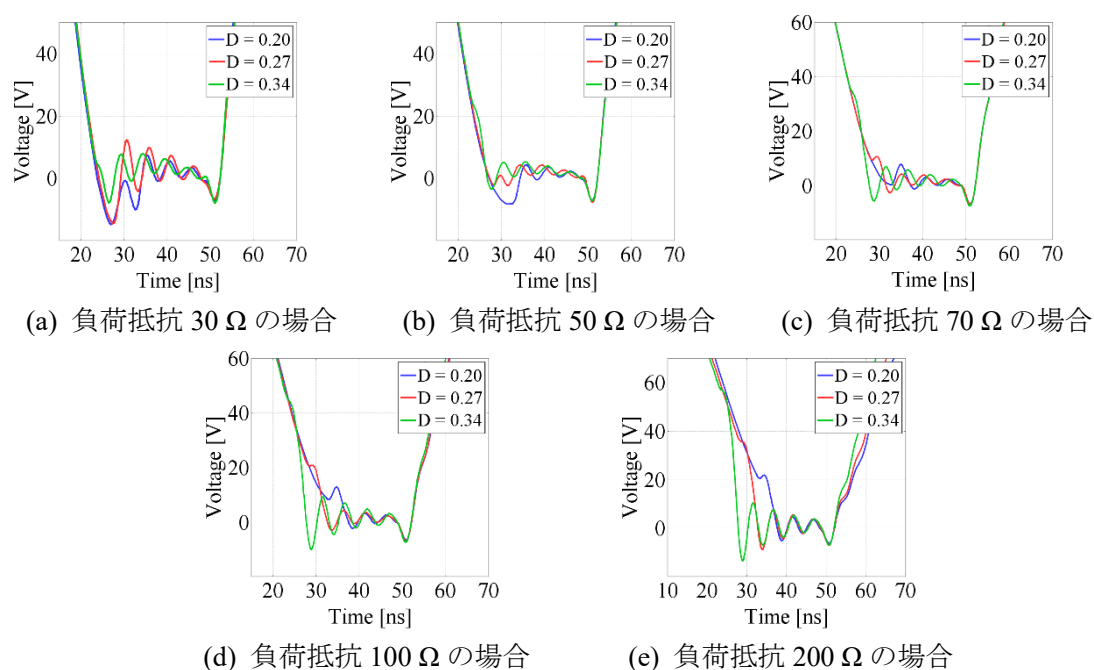 Voltage [V]
40
20
0
20 30 40 50 60 70
Time [ns]
D = 0.20
D = 0.27
D = 0.34
(a) 負荷抵抗 30 Ω の場合
Voltage [V]
40
20
0
20 30 40 50 60 70
Time [ns]
D = 0.20
D = 0.27
D = 0.34
(b) 負荷抵抗 50 Ω の場合
Voltage [V]
60
40
20
0
20 30 40 50 60 70
Time [ns]
D = 0.20
D = 0.27
D = 0.34
(c) 負荷抵抗 70 Ω の場合
Voltage [V]
60
40
20
0
20 30 40 50 60 70
Time [ns]
D = 0.20
D = 0.27
D = 0.34
(d) 負荷抵抗 100 Ω の場合
Voltage [V]
60
40
20
0
10 20 30 40 50 60 70
Time [ns]
D = 0.20
D = 0.27
D = 0.34
(e) 負荷抵抗 200 Ω の場合